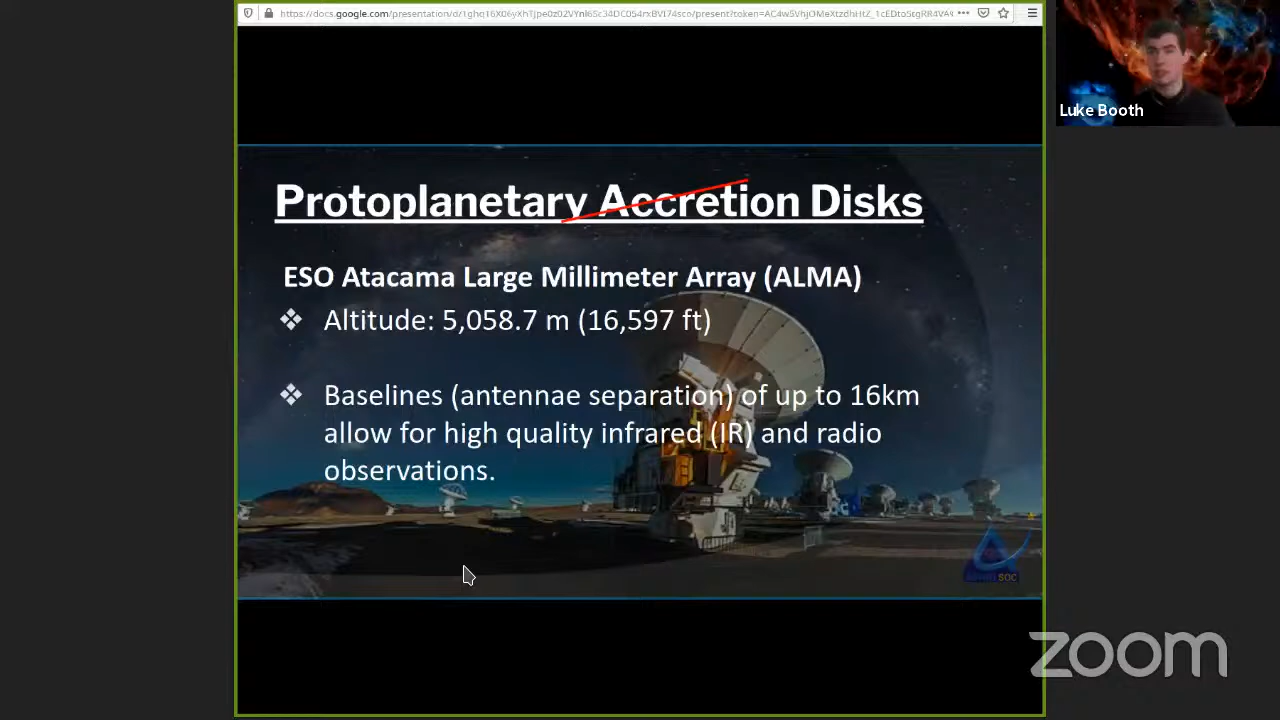 Luke Booth
Protoplanetary Accretion Disks
ESO Atacama Large Millimeter Array (ALMA)
❖ Altitude: 5,058.7 m (16,597 ft)
❖ Baselines (antennae separation) of up to 16km
allow for high quality infrared (IR) and radio
observations.
SOC
zoom